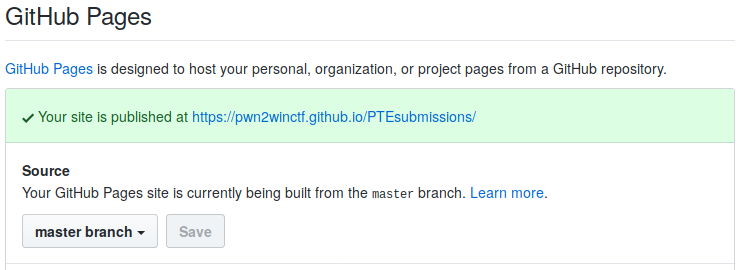 GitHub Pages
GitHub Pages is designed to host your personal, organization, or project pages from a GitHub repository.
Your site is published at https://pwn2winctf.github.io/PTEsubmissions/
Source
Your GitHub Pages site is currently being built from the master branch. Learn more.
master branch Save